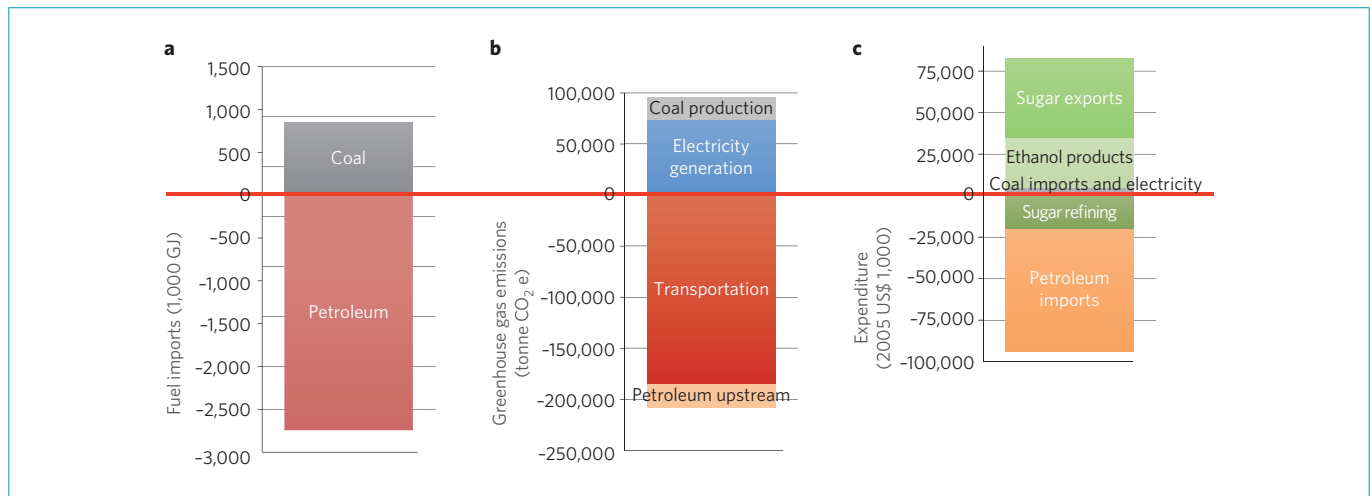 a
1,500
1,000
500
0
–500
–1,000
–1,500
–2,000
–2,500
–3,000
Fuel imports (1,000 GJ)
Coal
Petroleum
b
100,000
50,000
0
–50,000
–100,000
–150,000
–200,000
–250,000
Greenhouse gas emissions
(tonne CO₂ e)
Coal production
Electricity
generation
Transportation
Petroleum upstream
c
75,000
50,000
25,000
0
–25,000
–50,000
–75,000
–100,000
Expenditure
(2005 US$ 1,000)
Sugar exports
Ethanol products
Coal imports and electricity
Sugar refining
Petroleum
imports